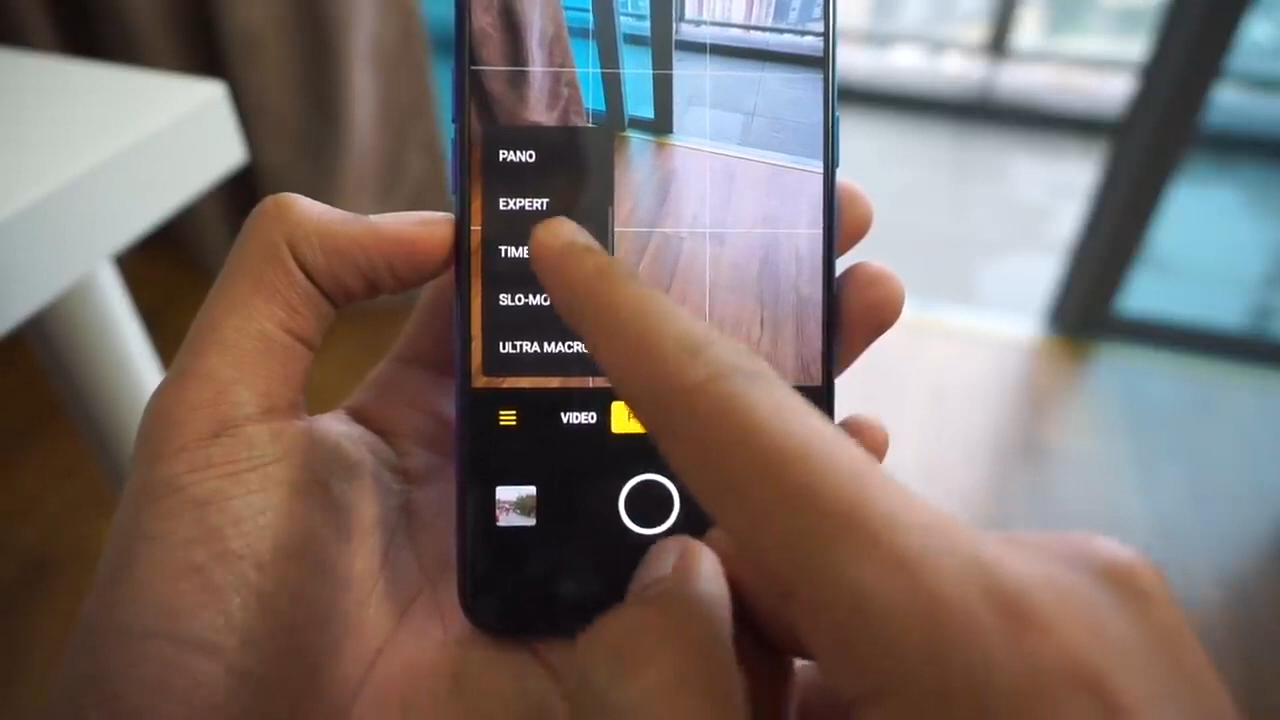 PANO
EXPERT
TIME
SLO-MO
ULTRA MACRO
VIDEO